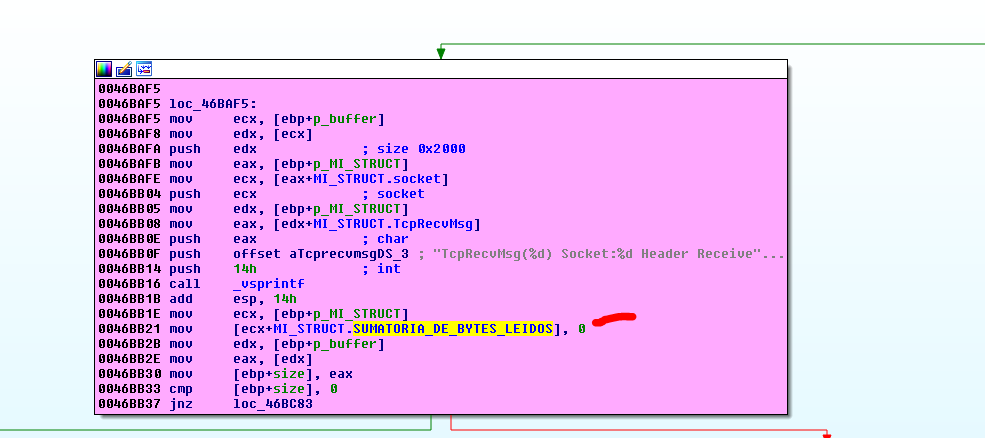 0046BAF5
0046BAF5 loc_46BAF5:
0046BAF5 mov ecx, [ebp+p_buffer]
0046BAF8 mov edx, [ecx]
0046BAFA push edx ; size 0x2000
0046BAFB mov eax, [ebp+p_MI_STRUCT]
0046BAFE mov ecx, [eax+MI_STRUCT.socket]
0046BB04 push ecx ; socket
0046BB05 mov edx, [ebp+p_MI_STRUCT]
0046BB08 mov eax, [edx+MI_STRUCT.TcpRecvMsg]
0046BB0E push eax ; char
0046BB0F push offset aTcprecvmsgDS_3 ; "TcpRecvMsg(%d) Socket:%d Header Receive"...
0046BB14 push 14h ; int
0046BB16 call _vsprintf
0046BB1B add esp, 14h
0046BB1E mov ecx, [ebp+p_MI_STRUCT]
0046BB21 mov [ecx+MI_STRUCT.SUMATORIA_DE_BYTES_LEIDOS], 0
0046BB2B mov edx, [ebp+p_buffer]
0046BB2E mov eax, [edx]
0046BB30 mov [ebp+size], eax
0046BB33 cmp [ebp+size], 0
0046BB37 jnz loc_46BC83